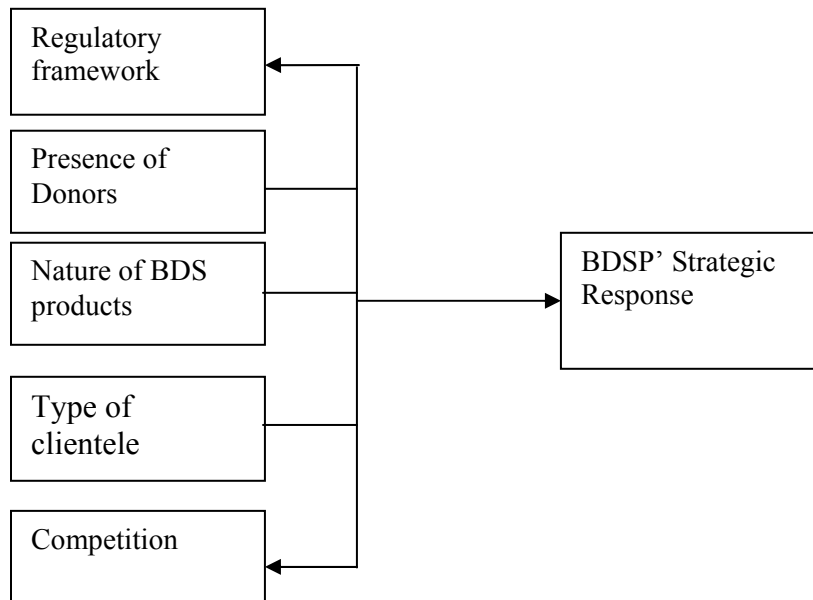 Regulatory
framework
Presence of
Donors
Nature of BDS
products
Type of
clientele
Competition
BDSP’ Strategic
Response